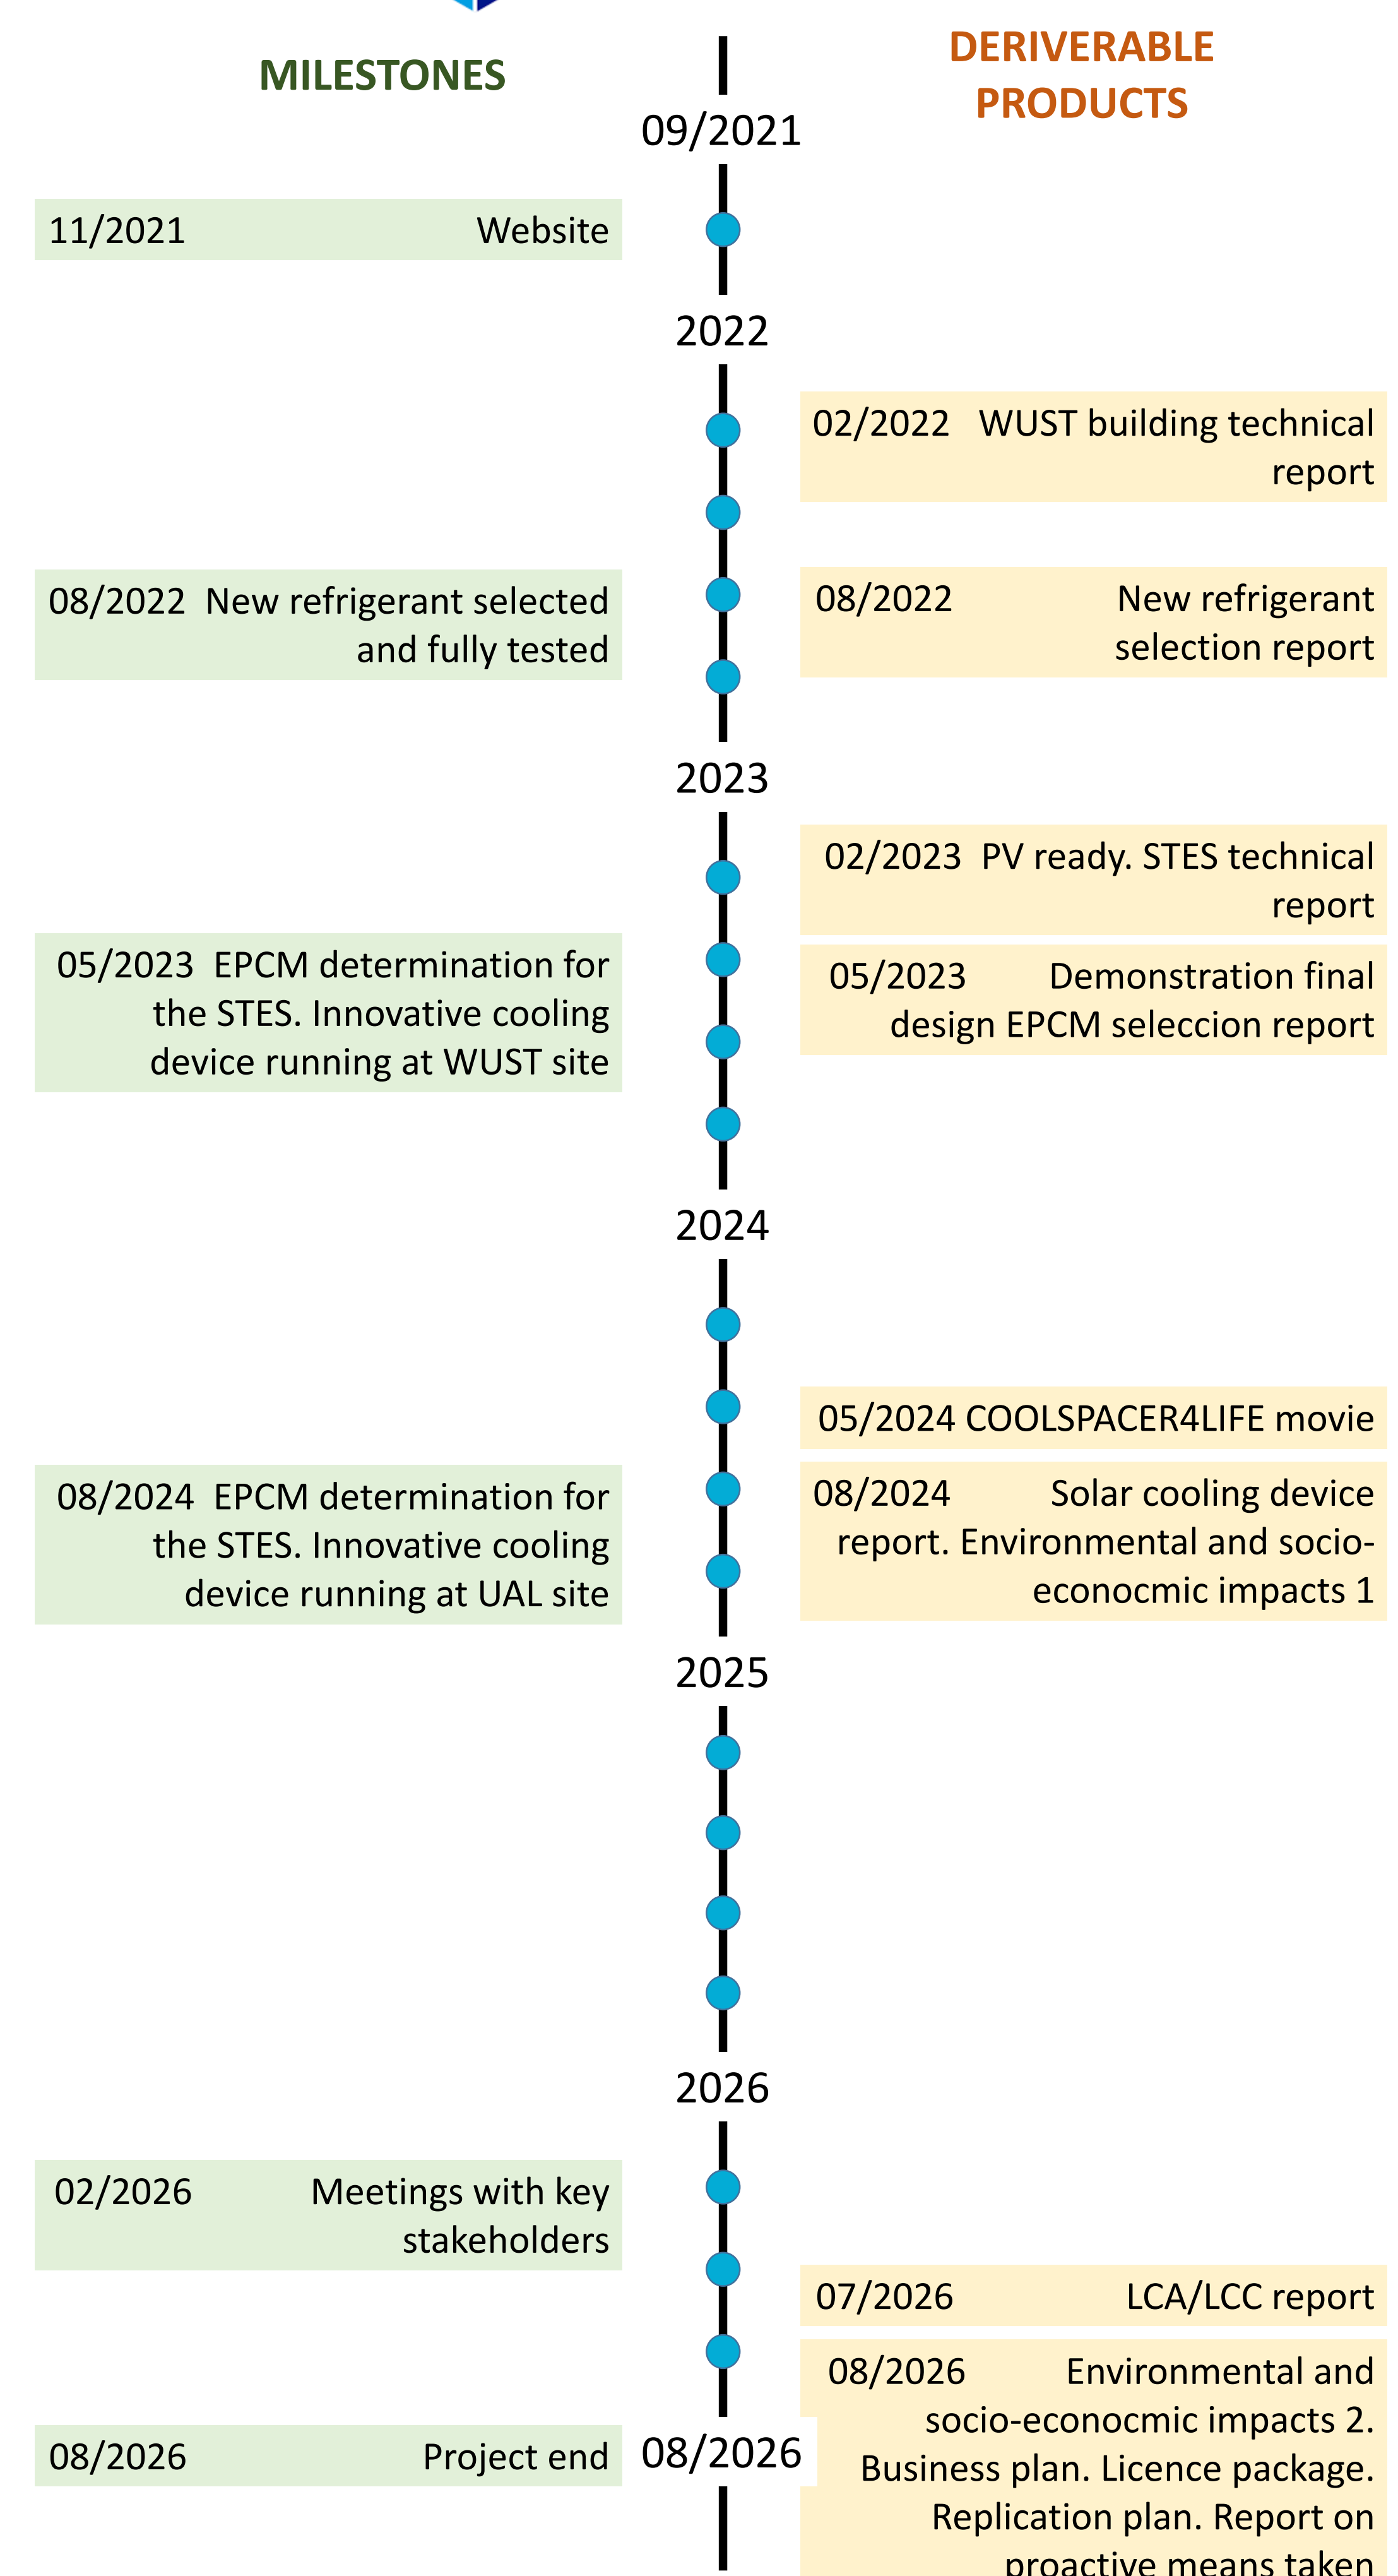 MILESTONES
DERIVERABLE
PRODUCTS
09/2021
11/2021 Website
2022
02/2022 WUST building technical
report
08/2022 New refrigerant selected
and fully tested
08/2022 New refrigerant
selection report
2023
02/2023 PV ready. STES technical
report
05/2023 EPCM determination for
the STES. Innovative cooling
device running at WUST site
05/2023 Demonstration final
design EPCM seleccion report
2024
05/2024 COOLSPACER4LIFE movie
08/2024 EPCM determination for
the STES. Innovative cooling
device running at UAL site
08/2024 Solar cooling device
report. Environmental and socio-
econocmic impacts 1
2025
2026
02/2026 Meetings with key
stakeholders
07/2026 LCA/LCC report
08/2026 Environmental and
socio-econocmic impacts 2.
Business plan. Licence package.
Replication plan. Report on
proactive means taken
08/2026 Project end
08/2026